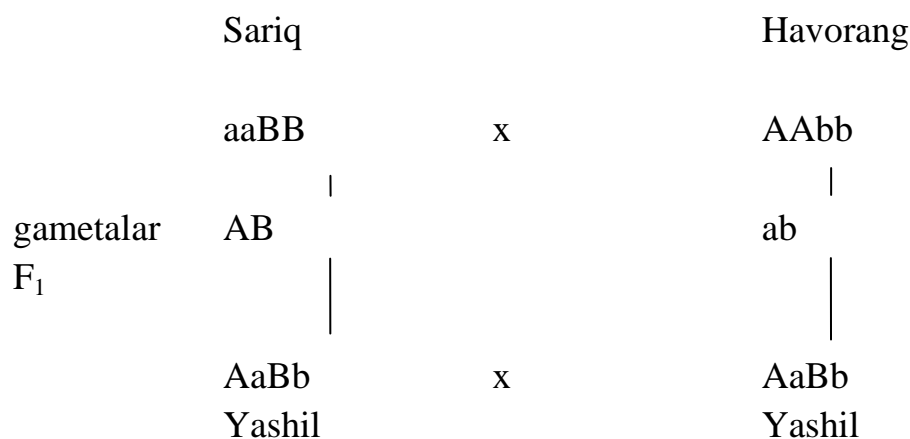 Sariq Havorang
aaBB x AAbb
gametalar AB ab
F₁
AaBb x AaBb
Yashil Yashil